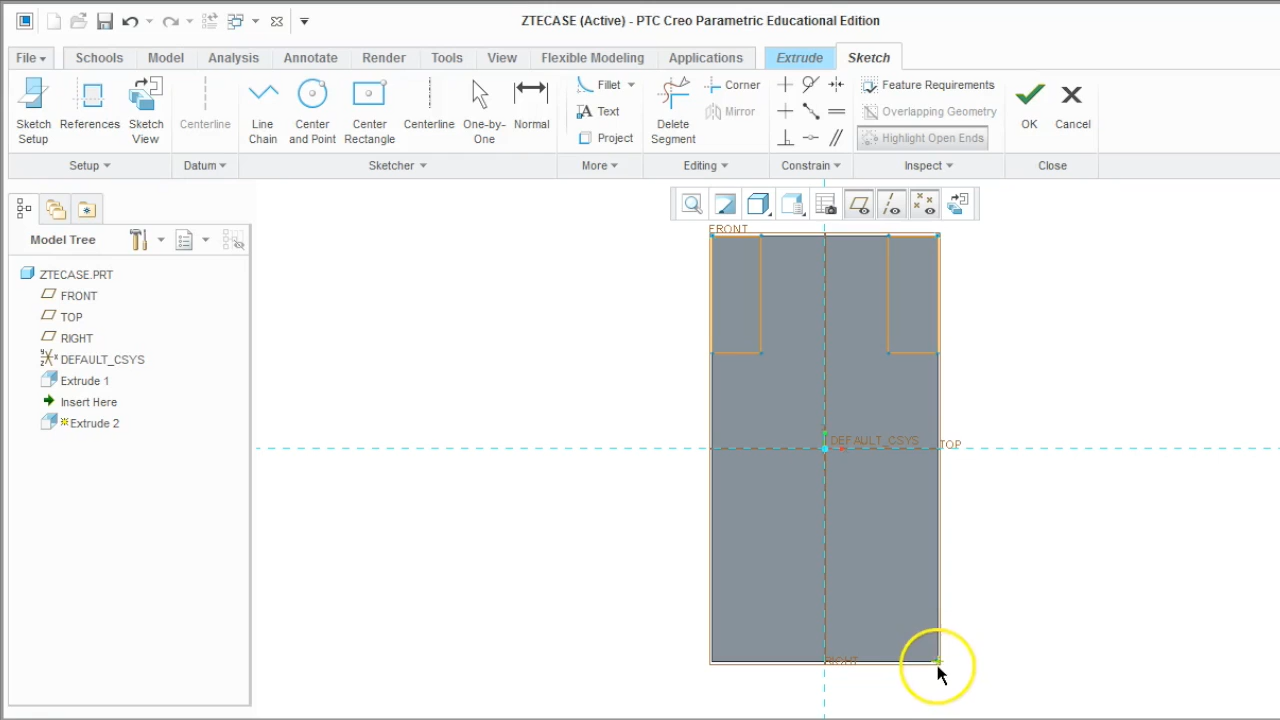 ZTECASE (Active) - PTC Creo Parametric Educational Edition
File Schools Model Analysis Annotate Render Tools View Flexible Modeling Applications Extrude Sketch
Sketch Setup
References
Sketch View
Centerline
Line Chain
Center and Point
Center Rectangle
Centerline
One-by-One
Normal
Fillet
Text
Project
Delete Segment
Corner
Mirror
Feature Requirements
Overlapping Geometry
Highlight Open Ends
OK
Cancel
Setup Datum Sketcher More Editing Constrain Inspect Close
Model Tree
ZTECASE.PRT
FRONT
TOP
RIGHT
DEFAULT_CSYS
Extrude 1
Insert Here
Extrude 2
FRONT
DEFAULT_CSYS
TOP
RIGHT